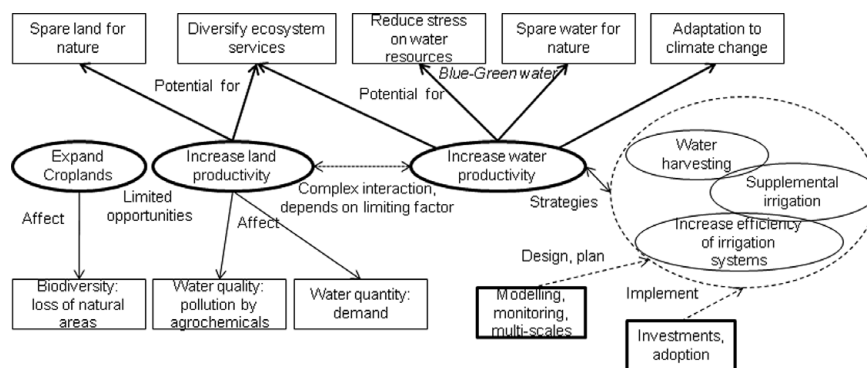 Spare land for
nature
Diversify ecosystem
services
Reduce stress
on water
resources
Spare water for
nature
Adaptation to
climate change
Potential for
Blue-Green water
Potential for
Expand
Croplands
Increase land
productivity
Increase water
productivity
Water
harvesting
Supplemental
irrigation
Increase efficiency
of irrigation
systems
Limited
opportunities
Complex interaction,
depends on limiting factor
Strategies
Affect
Affect
Design, plan
Implement
Biodiversity:
loss of natural
areas
Water quality:
pollution by
agrochemicals
Water quantity:
demand
Modelling,
monitoring,
multi-scales
Investments,
adoption